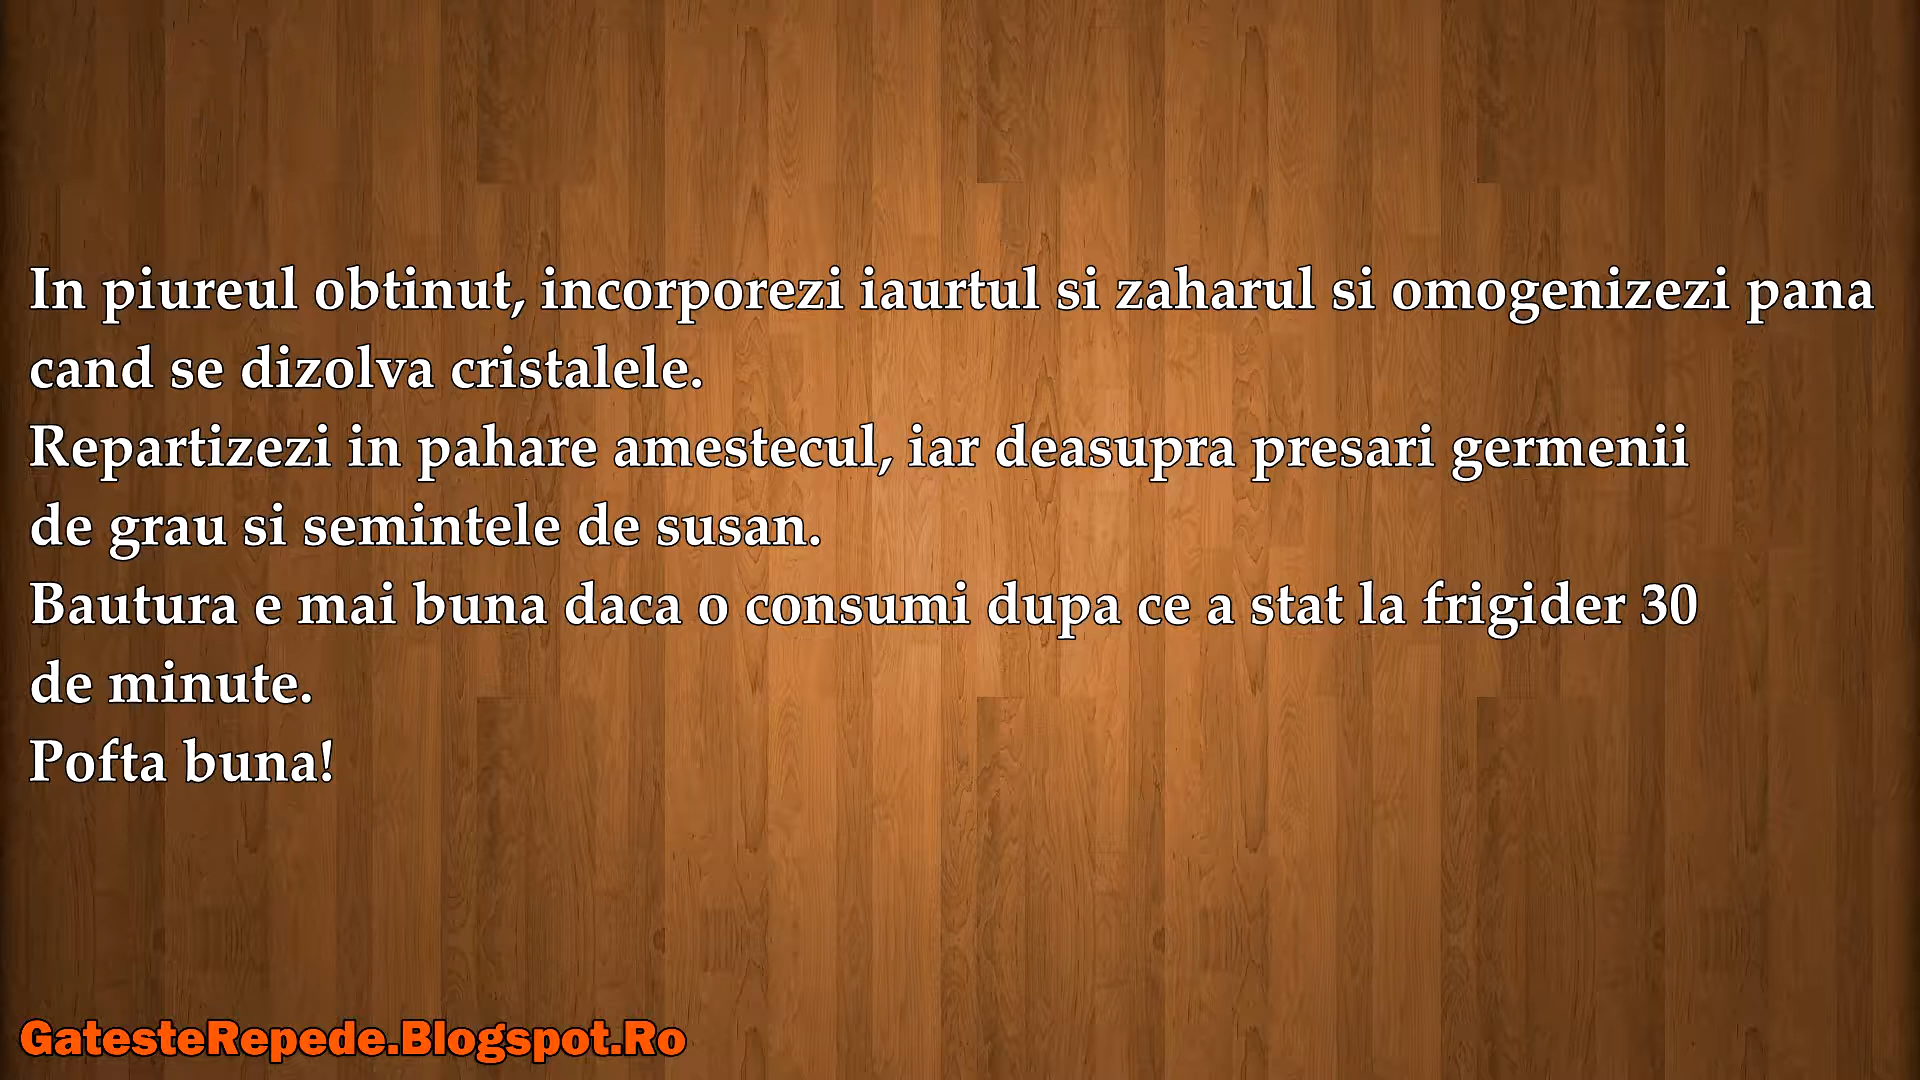 In piureul obtinut, incorporezi iaurtul si zaharul si omogenizezi pana
cand se dizolva cristalele.
Repartizezi in pahare amestecul, iar deasupra presari germenii
de grau si semintele de susan.
Bautura e mai buna daca o consumi dupa ce a stat la frigider 30
de minute.
Pofta buna!
GatesteRepede.Blogspot.Ro